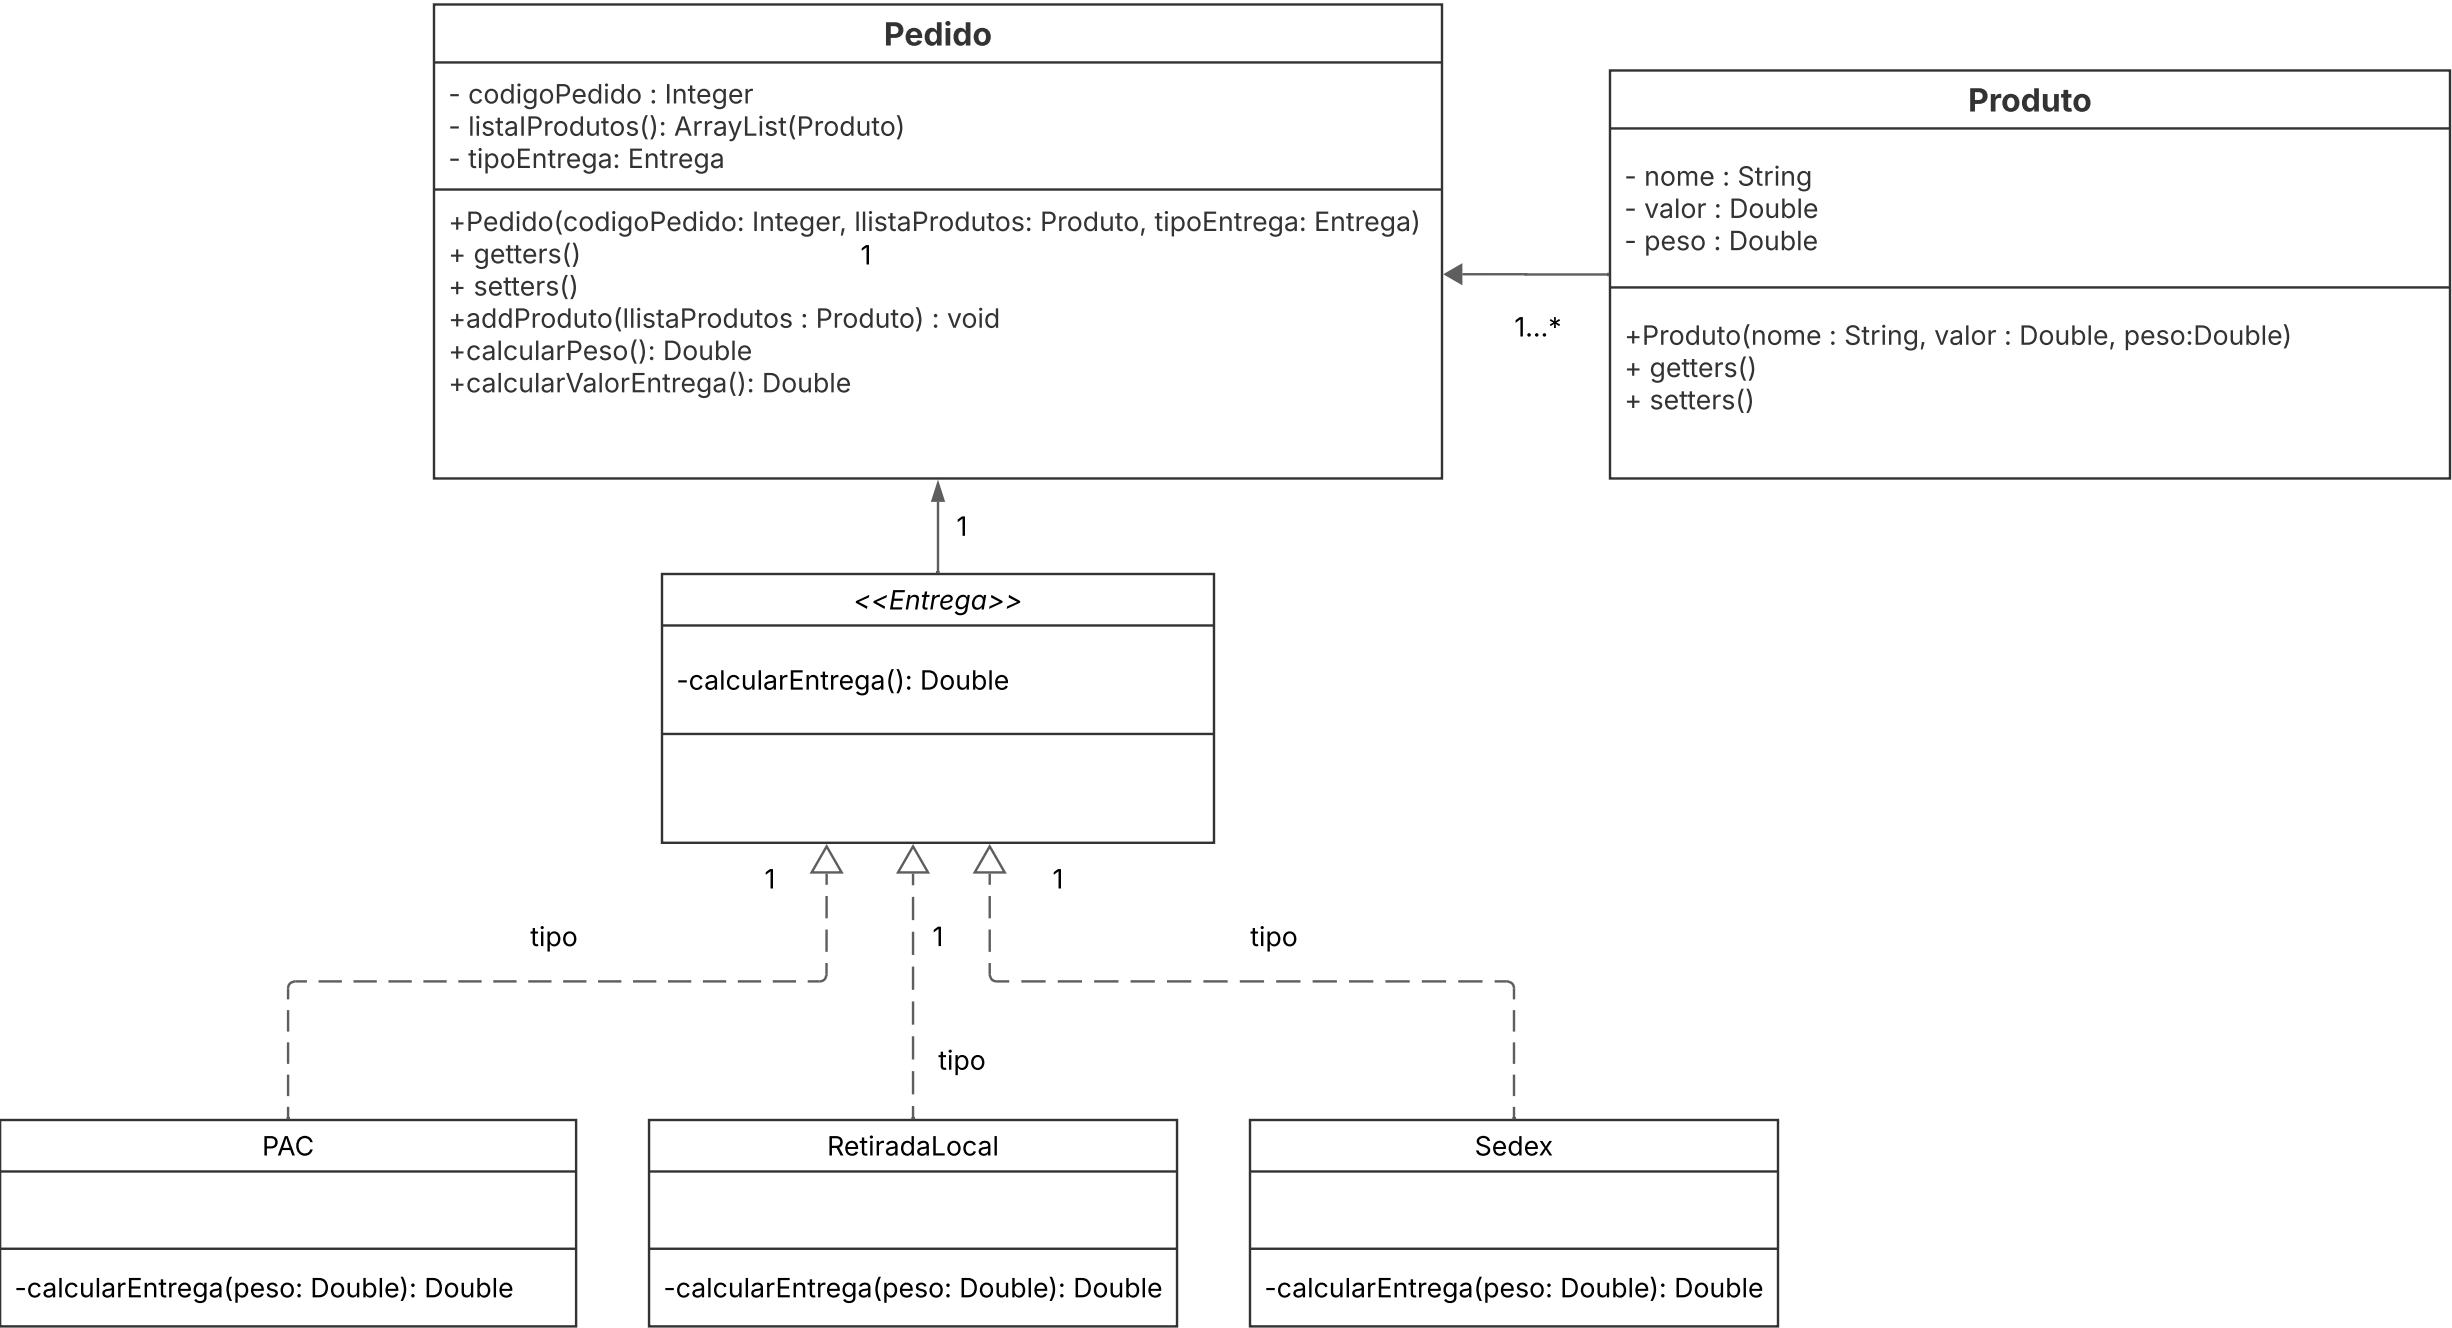 Pedido
- codigoPedido : Integer
- listalProdutos(): ArrayList(Produto)
- tipoEntrega: Entrega
+Pedido(codigoPedido: Integer, llistaProdutos: Produto, tipoEntrega: Entrega)
+ getters()
1
+ setters()
+addProduto(llistaProdutos : Produto) : void
+calcularPeso(): Double
+calcularValorEntrega(): Double
Produto
- nome : String
- valor : Double
- peso : Double
+Produto(nome : String, valor : Double, peso:Double)
+ getters()
+ setters()
1...*
1
<<Entrega>>
-calcularEntrega(): Double
1
1
tipo
1
tipo
tipo
PAC
-calcularEntrega(peso: Double): Double
RetiradaLocal
-calcularEntrega(peso: Double): Double
Sedex
-calcularEntrega(peso: Double): Double